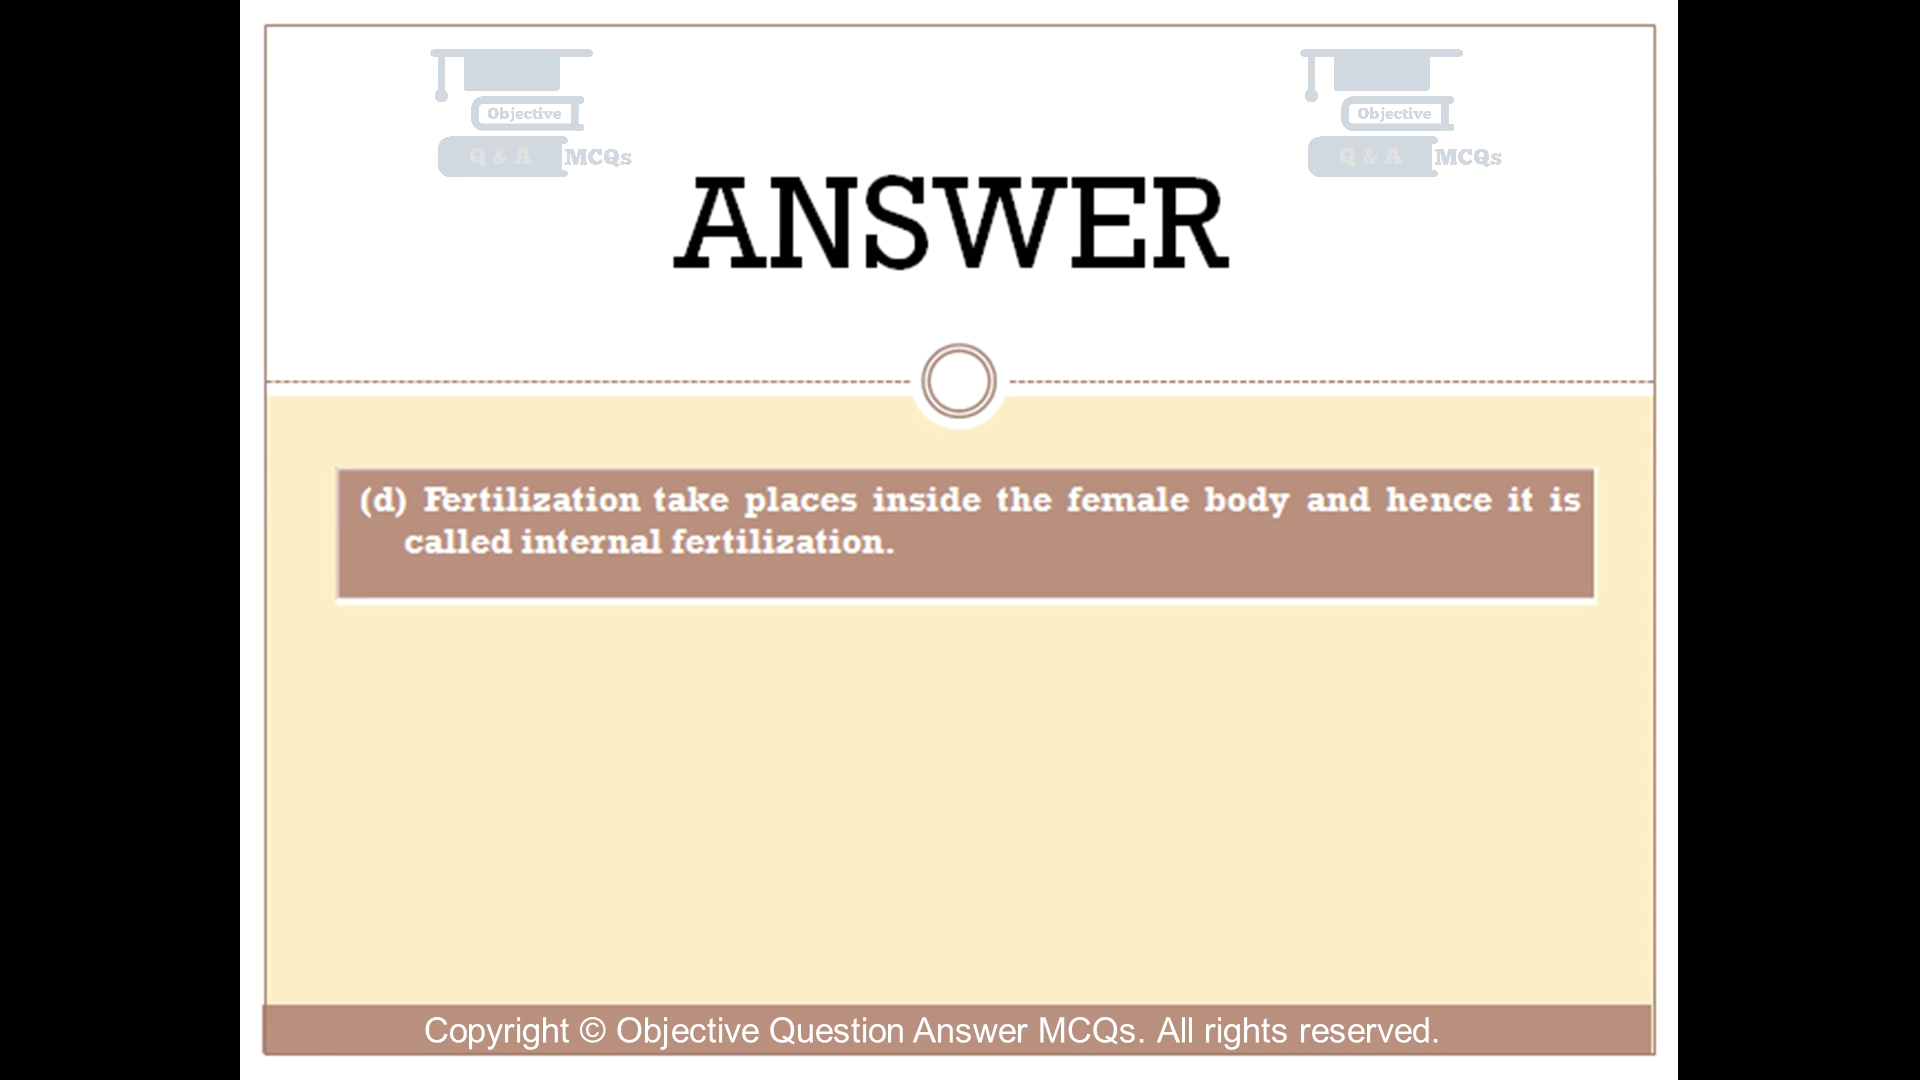 Objective
Q & A MCQs
Objective
Q & A MCQs
ANSWER
(d) Fertilization take places inside the female body and hence it is
called internal fertilization.
Copyright © Objective Question Answer MCQs. All rights reserved.